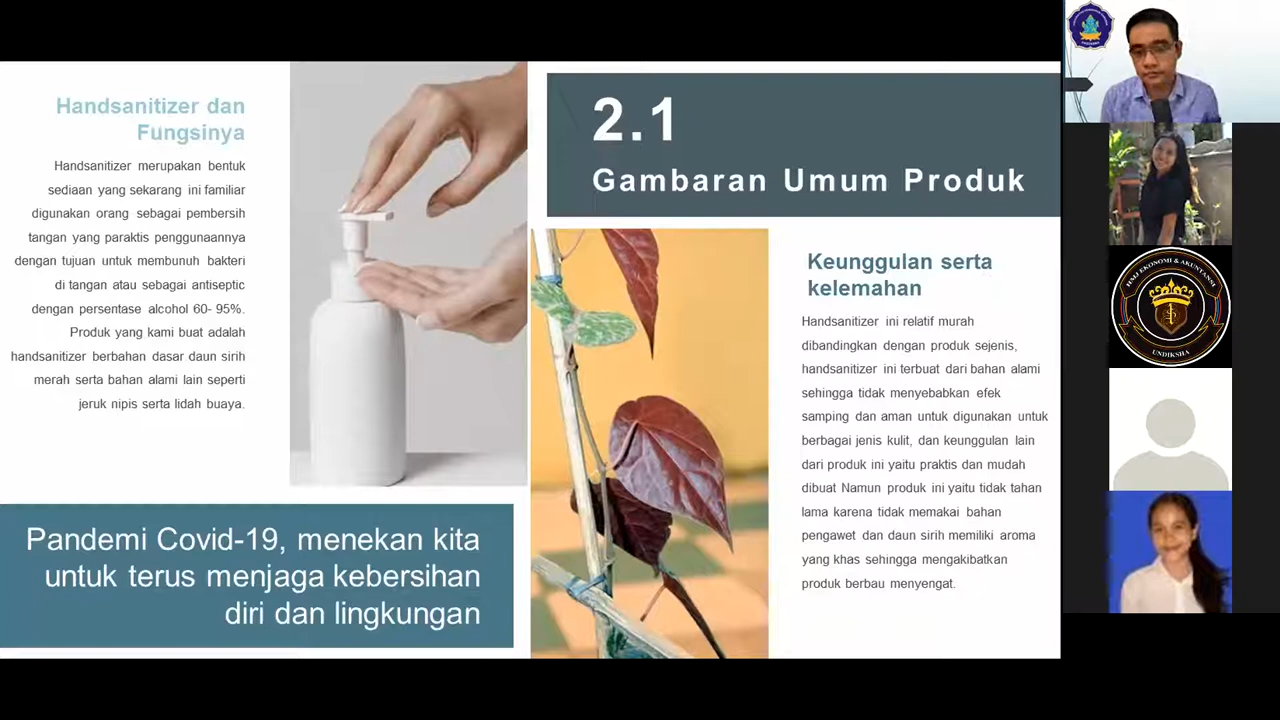 Handsanitizer dan
Fungsinya
Handsanitizer merupakan bentuk
sediaan yang sekarang ini familiar
digunakan orang sebagai pembersih
tangan yang paraktis penggunaannya
dengan tujuan untuk membunuh bakteri
di tangan atau sebagai antiseptic
dengan persentase alcohol 60- 95%.
Produk yang kami buat adalah
handsanitizer berbahan dasar daun sirih
merah serta bahan alami lain seperti
jeruk nipis serta lidah buaya.
Pandemi Covid-19, menekan kita
untuk terus menjaga kebersihan
diri dan lingkungan
2.1
Gambaran Umum Produk
Keunggulan serta
kelemahan
Handsanitizer ini relatif murah
dibandingkan dengan produk sejenis,
handsanitizer ini terbuat dari bahan alami
sehingga tidak menyebabkan efek
samping dan aman untuk digunakan untuk
berbagai jenis kulit, dan keunggulan lain
dari produk ini yaitu praktis dan mudah
dibuat Namun produk ini yaitu tidak tahan
lama karena tidak memakai bahan
pengawet dan daun sirih memiliki aroma
yang khas sehingga mengakibatkan
produk berbau menyengat.
HMJ EKONOMI & AKUNTANSI
UNDIKSHA